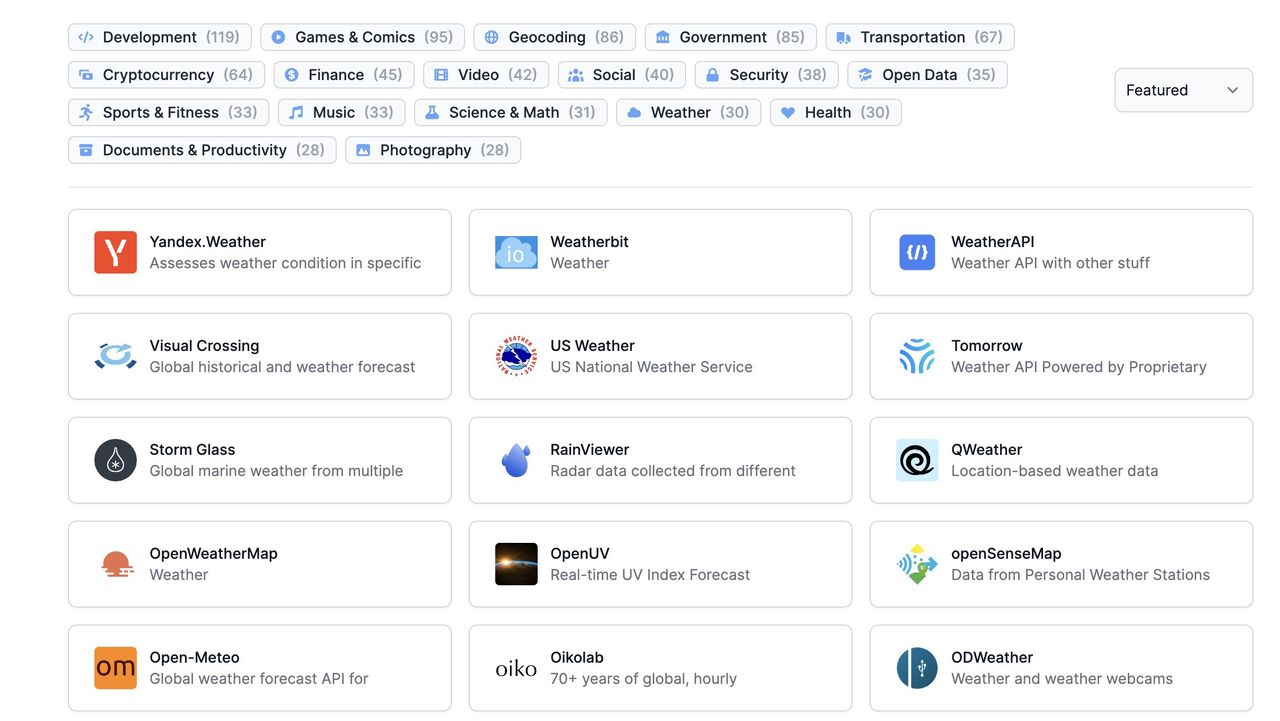 Development (119) Games & Comics (95) Geocoding (86) Government (85) Transportation (67)
Cryptocurrency (64) Finance (45) Video (42) Social (40) Security (38) Open Data (35)
Featured
Sports & Fitness (33) Music (33) Science & Math (31) Weather (30) Health (30)
Documents & Productivity (28) Photography (28)
Y
Yandex.Weather
Assesses weather condition in specific
io
Weatherbit
Weather
{/}
WeatherAPI
Weather API with other stuff
Visual Crossing
Global historical and weather forecast
NATIONAL WEATHER SERVICE
US Weather
US National Weather Service
Tomorrow
Weather API Powered by Proprietary
Storm Glass
Global marine weather from multiple
RainViewer
Radar data collected from different
QWeather
Location-based weather data
OpenWeatherMap
Weather
OpenUV
Real-time UV Index Forecast
openSenseMap
Data from Personal Weather Stations
om
Open-Meteo
Global weather forecast API for
oiko
Oikolab
70+ years of global, hourly
ODWeather
Weather and weather webcams